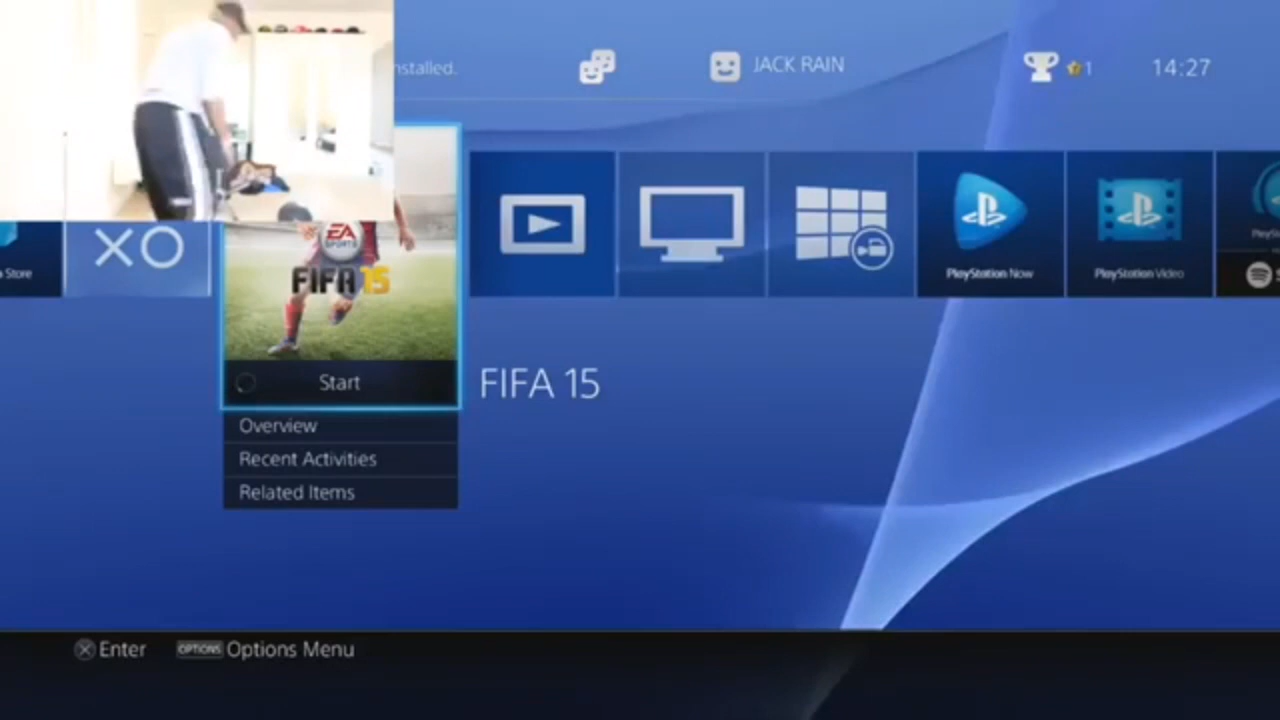 nstalled.
JACK RAIN
1
14:27
Store
XO
EA
SPORTS
FIFA 15
Start
FIFA 15
Overview
Recent Activities
Related Items
PlayStation Now
PlayStation Video
Enter
OPTIONS Options Menu